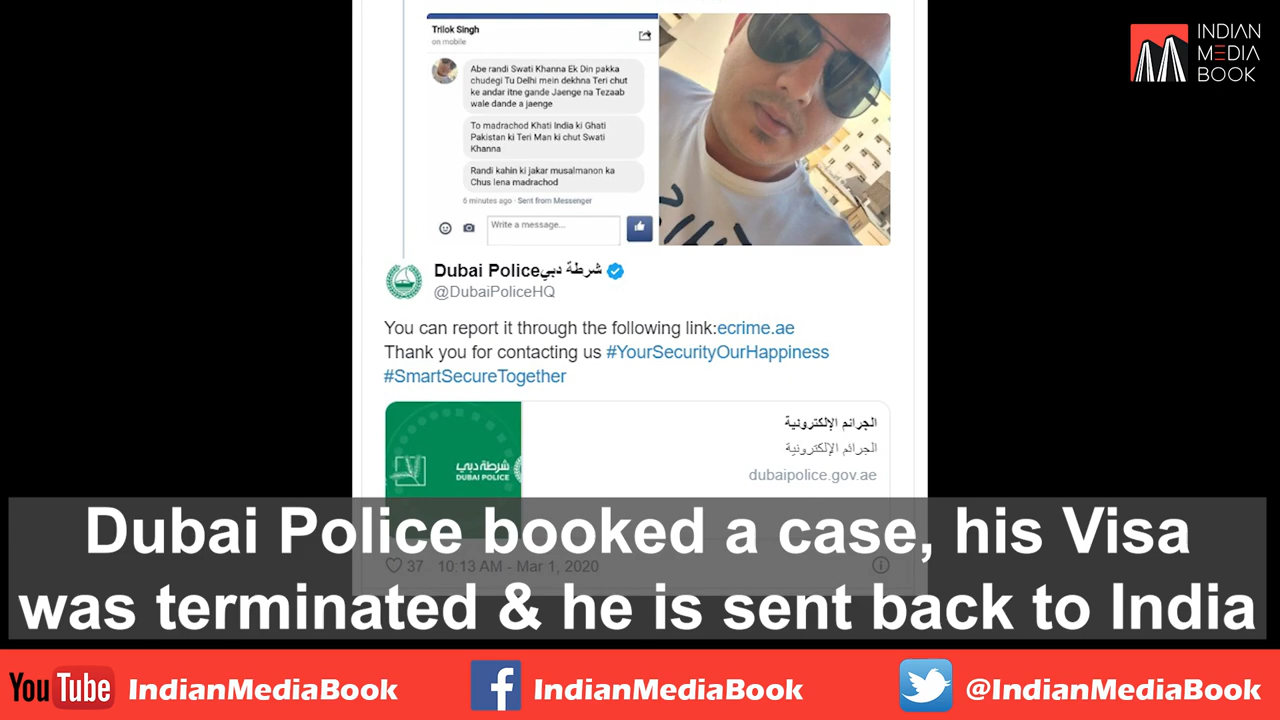 INDIAN
MEDIA
BOOK
Trilok Singh
on mobile
Abe randi Swati Khanna Ek Din pakka
chudegi Tu Delhi mein dekhna Teri chut
ke andar itne gande Jaenge na Tezaab
wale dande a jaenge
To madrachod Khati India ki Ghati
Pakistan ki Teri Man ki chut Swati
Khanna
Randi kahin ki jakar musalmanon ka
Chus lena madrachod
6 minutes ago · Sent from Messenger
Write a message...
Dubai Policeشرطة دبي
@DubaiPoliceHQ
You can report it through the following link:ecrime.ae
Thank you for contacting us #YourSecurityOurHappiness
#SmartSecureTogether
الجرائم الإلكترونية
الجرائم الإلكترونية
dubaipolice.gov.ae
شرطة دبي
DUBAI POLICE
Dubai Police booked a case, his Visa
was terminated & he is sent back to India
37 10:13 AM - Mar 1, 2020
YouTube IndianMediaBook
f IndianMediaBook
@IndianMediaBook